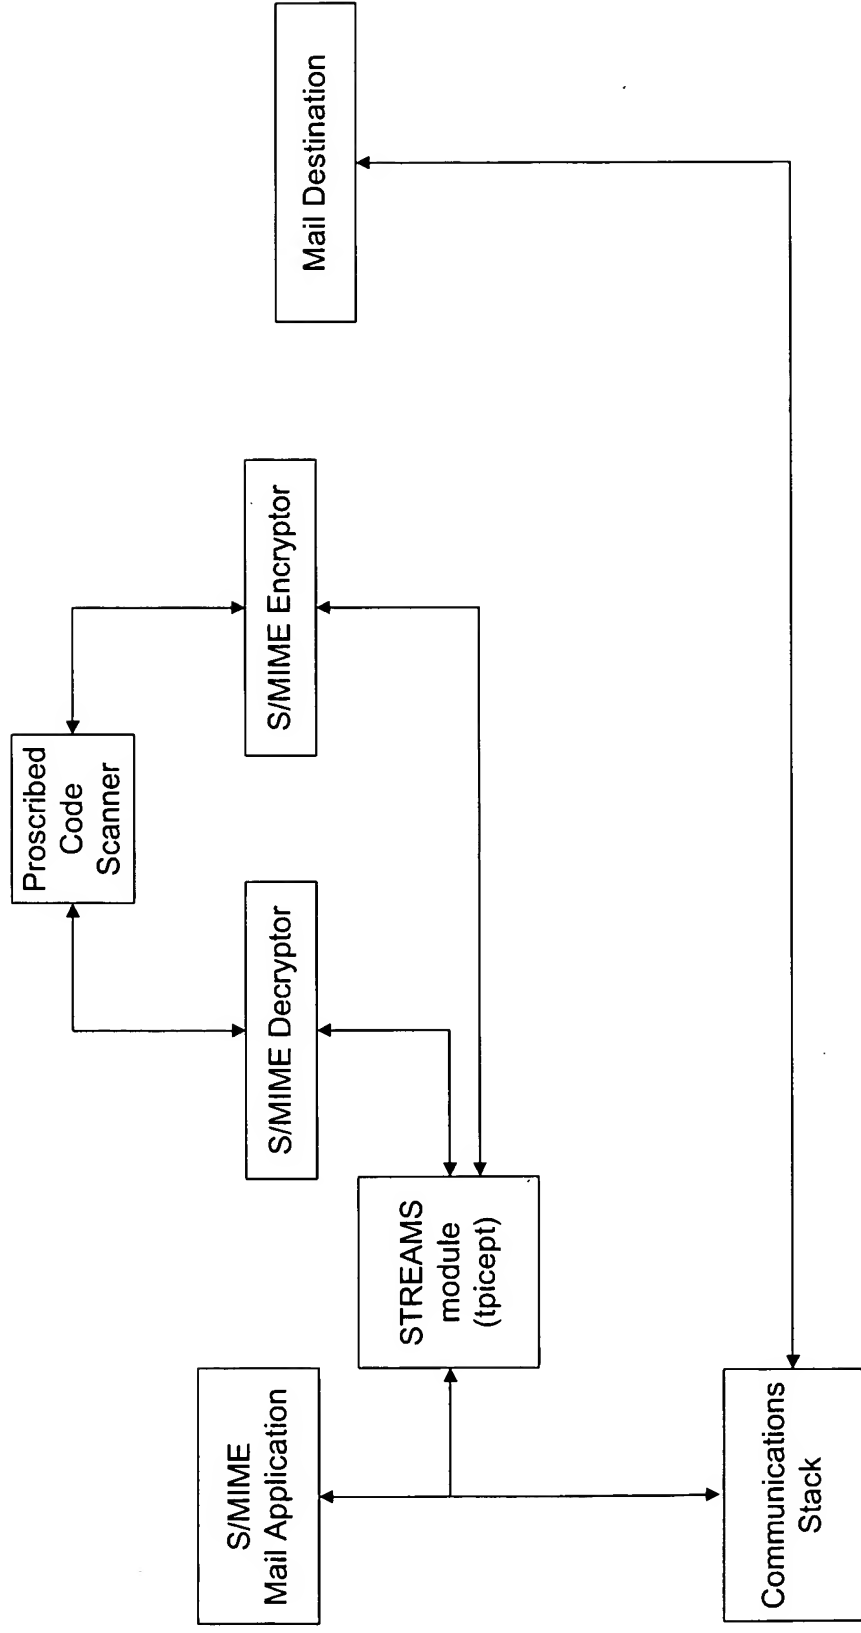 Proscribed
Code
Scanner
S/MIME Decryptor
S/MIME Encryptor
Mail Destination
S/MIME
Mail Application
STREAMS
module
(tpicept)
Communications
Stack